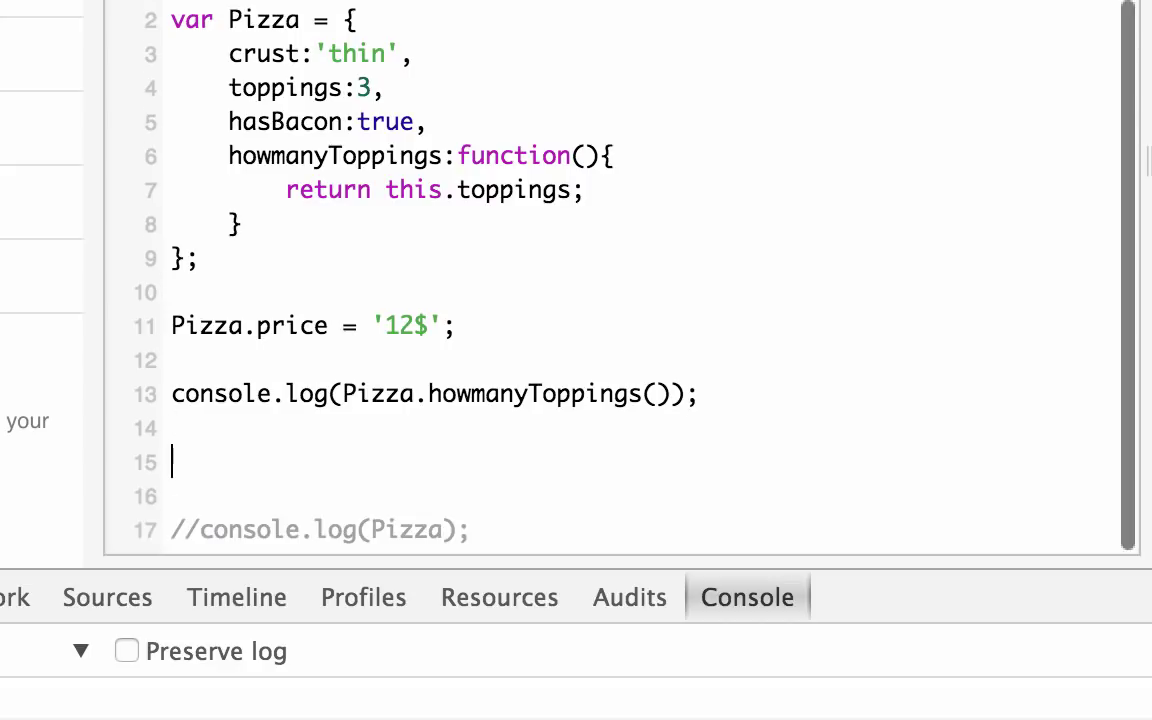 2 var Pizza = {
3 crust:'thin',
4 toppings:3,
5 hasBacon:true,
6 howmanyToppings:function(){
7 return this.toppings;
8 }
9 };
10
11 Pizza.price = '12$';
12
13 console.log(Pizza.howmanyToppings());
14
your
15
16
17 //console.log(Pizza);
ork Sources Timeline Profiles Resources Audits Console
▼ Preserve log